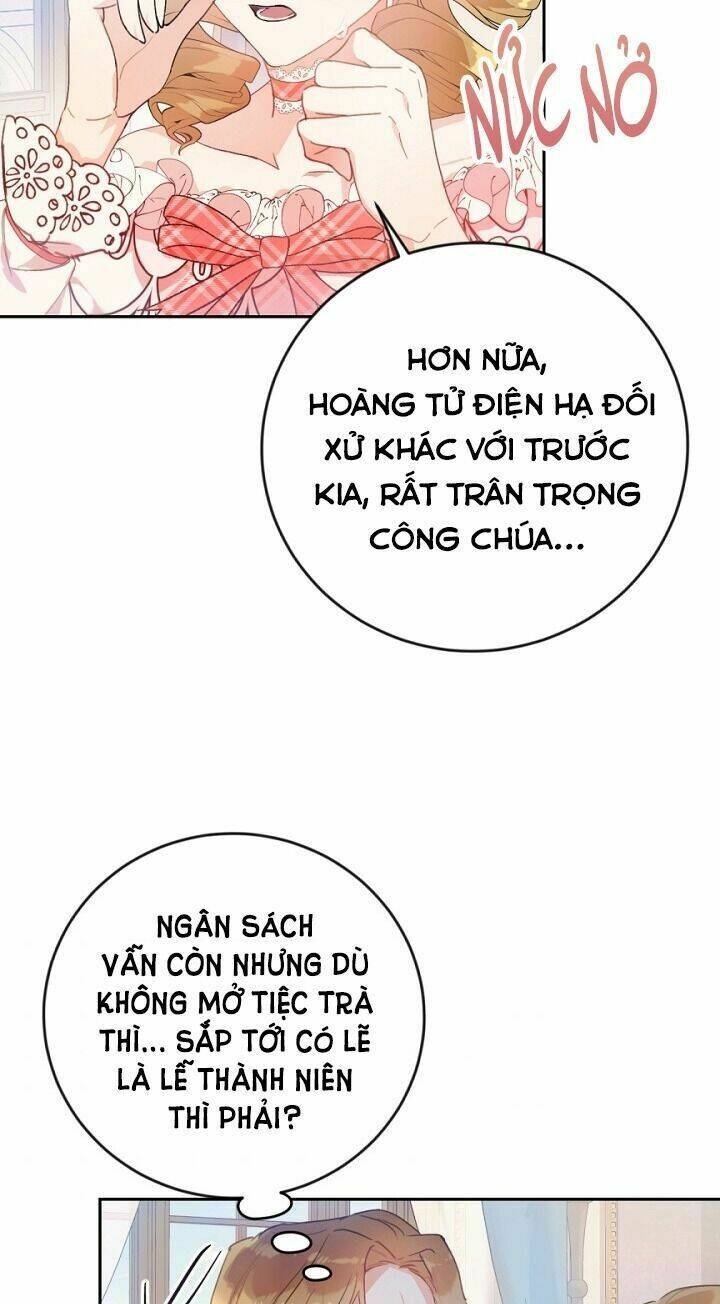 NỨC NỞ
HƠN NỮA,
HOÀNG TỬ ĐIỆN HẠ ĐỐI
XỬ KHÁC VỚI TRƯỚC
KIA, RẤT TRÂN TRỌNG
CÔNG CHÚA...
NGÂN SÁCH
VẪN CÒN NHƯNG DÙ
KHÔNG MỞ TIỆC TRÀ
THÌ... SẮP TỚI CÓ LẼ
LÀ LỄ THÀNH NIÊN
THÌ PHẢI?